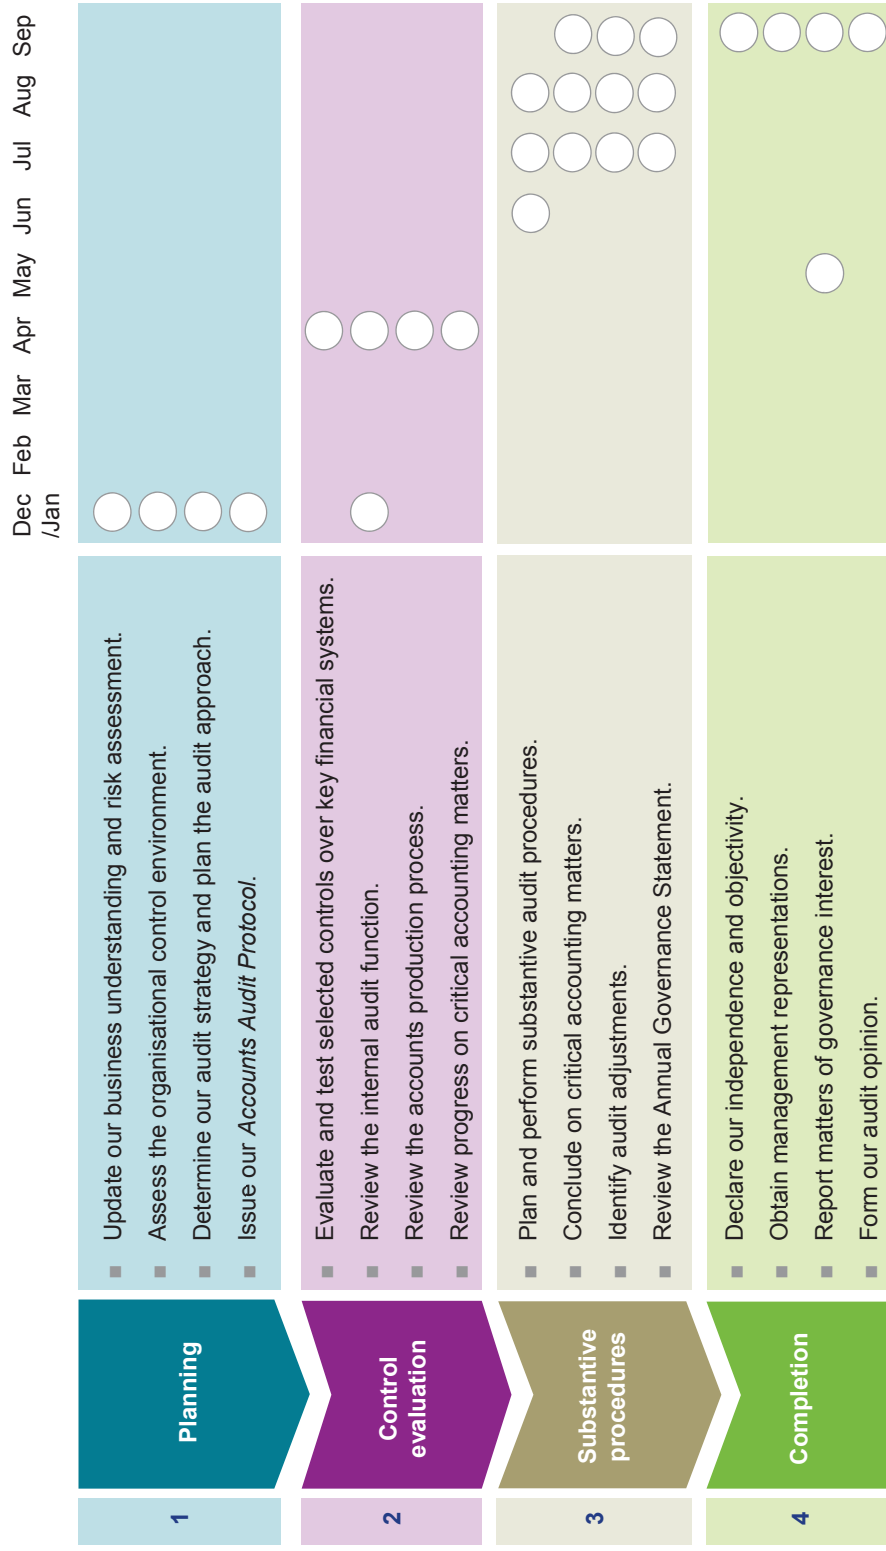 Dec Feb Mar Apr May Jun Jul Aug Sep
/Jan
1
Planning
Update our business understanding and risk assessment.
Assess the organisational control environment.
Determine our audit strategy and plan the audit approach.
Issue our Accounts Audit Protocol.
2
Control
evaluation
Evaluate and test selected controls over key financial systems.
Review the internal audit function.
Review the accounts production process.
Review progress on critical accounting matters.
3
Substantive
procedures
Plan and perform substantive audit procedures.
Conclude on critical accounting matters.
Identify audit adjustments.
Review the Annual Governance Statement.
4
Completion
Declare our independence and objectivity.
Obtain management representations.
Report matters of governance interest.
Form our audit opinion.